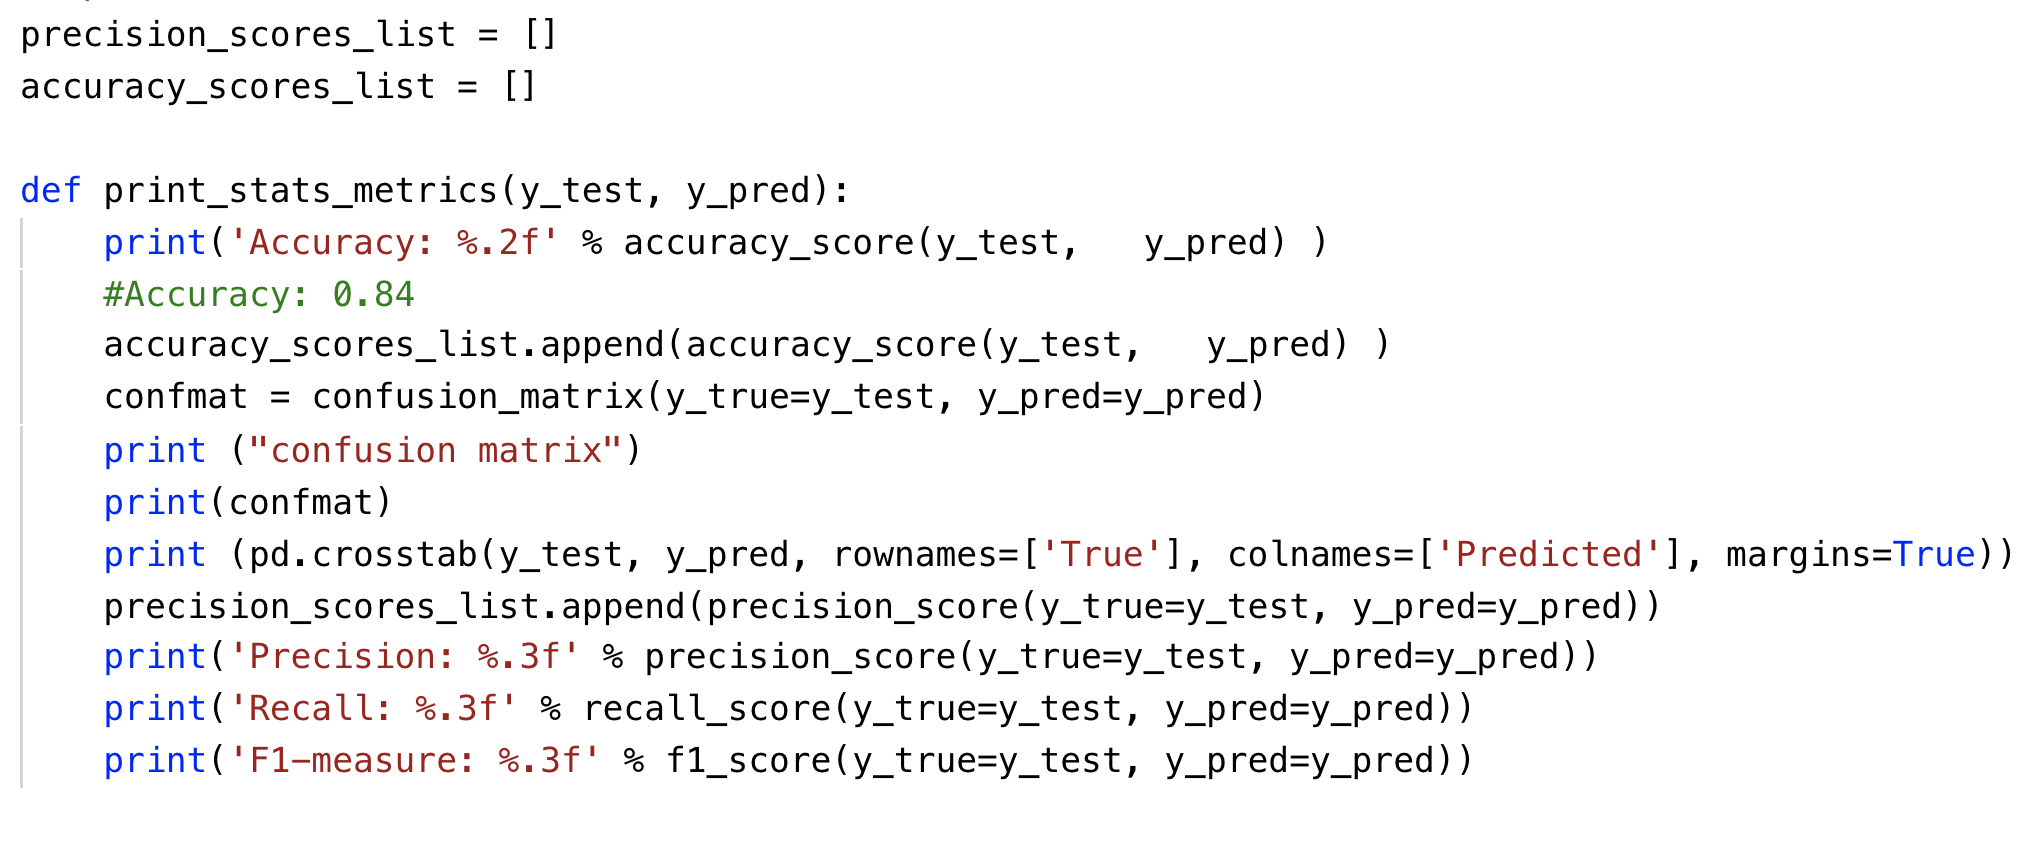 precision_scores_list = []
accuracy_scores_list = []

def print_stats_metrics(y_test, y_pred):
    print('Accuracy: %.2f' % accuracy_score(y_test,   y_pred) )
    #Accuracy: 0.84
    accuracy_scores_list.append(accuracy_score(y_test,   y_pred) )
    confmat = confusion_matrix(y_true=y_test, y_pred=y_pred)
    print ("confusion matrix")
    print(confmat)
    print (pd.crosstab(y_test, y_pred, rownames=['True'], colnames=['Predicted'], margins=True))
    precision_scores_list.append(precision_score(y_true=y_test, y_pred=y_pred))
    print('Precision: %.3f' % precision_score(y_true=y_test, y_pred=y_pred))
    print('Recall: %.3f' % recall_score(y_true=y_test, y_pred=y_pred))
    print('F1-measure: %.3f' % f1_score(y_true=y_test, y_pred=y_pred))